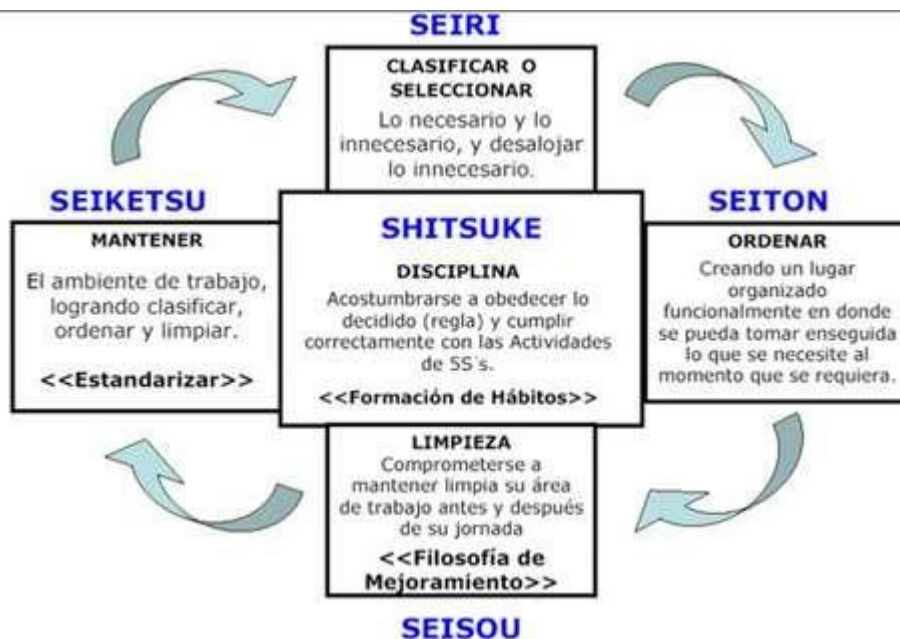 SEIRI
CLASIFICAR O
SELECCIONAR
Lo necesario y lo
innecesario, y desalojar
lo innecesario.
SEIKETSU
MANTENER
El ambiente de trabajo,
logrando clasificar,
ordenar y limpiar.
<<Estandarizar>>
SHITSUKE
DISCIPLINA
Acostumbrarse a obedecer lo
decidido (regla) y cumplir
correctamente con las Actividades
de 5S`s.
<<Formación de Hábitos>>
SEITON
ORDENAR
Creando un lugar
organizado
funcionalmente en donde
se pueda tomar enseguida
lo que se necesite al
momento que se requiera.
LIMPIEZA
Comprometerse a
mantener limpia su área
de trabajo antes y después
de su jornada
<<Filosofía de
Mejoramiento>>
SEISOU